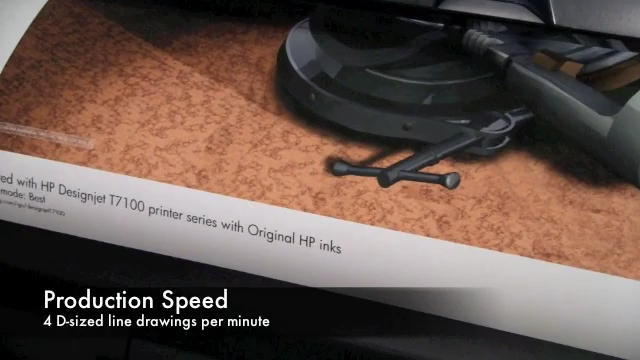 with HP Designjet T7100 printer series with Original HP inks
mode: Best
Production Speed
4 D-sized line drawings per minute